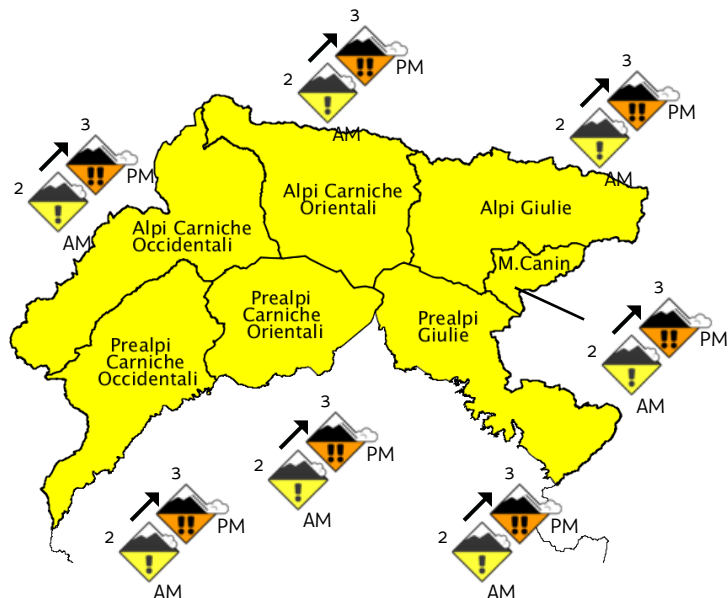 3
2
PM
AM
3
2
PM
AM
3
2
PM
AM
Alpi Carniche
Orientali
Alpi Giulie
Alpi Carniche
Occidentali
M.Canin
Prealpi
Carniche
Orientali
Prealpi
Giulie
Prealpi
Carniche
Occidentali
3
2
PM
AM
3
2
PM
AM
3
2
PM
AM
3
2
PM
AM